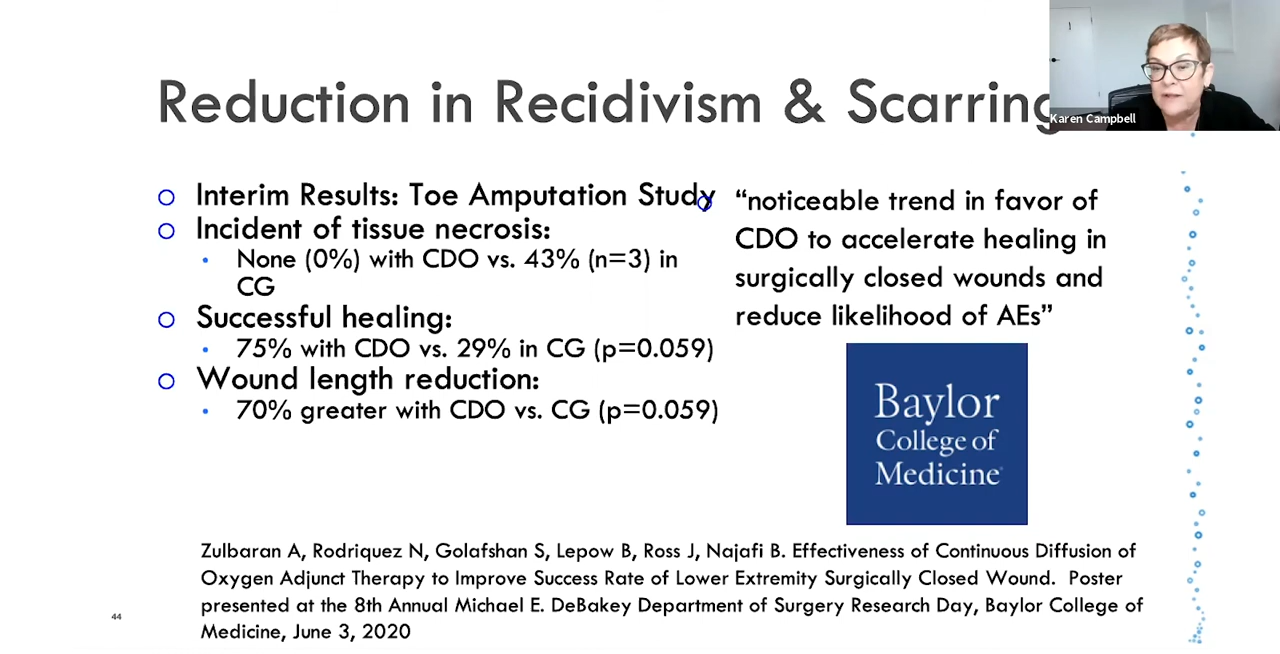 Reduction in Recidivism & Scarring
Karen Campbell
Interim Results: Toe Amputation Study
Incident of tissue necrosis:
None (0%) with CDO vs. 43% (n=3) in
CG
Successful healing:
75% with CDO vs. 29% in CG (p=0.059)
Wound length reduction:
70% greater with CDO vs. CG (p=0.059)
“noticeable trend in favor of
CDO to accelerate healing in
surgically closed wounds and
reduce likelihood of AEs”
Baylor
College of
Medicine
Zulbaran A, Rodriquez N, Golafshan S, Lepow B, Ross J, Najafi B. Effectiveness of Continuous Diffusion of
Oxygen Adjunct Therapy to Improve Success Rate of Lower Extremity Surgically Closed Wound. Poster
presented at the 8th Annual Michael E. DeBakey Department of Surgery Research Day, Baylor College of
Medicine, June 3, 2020
44